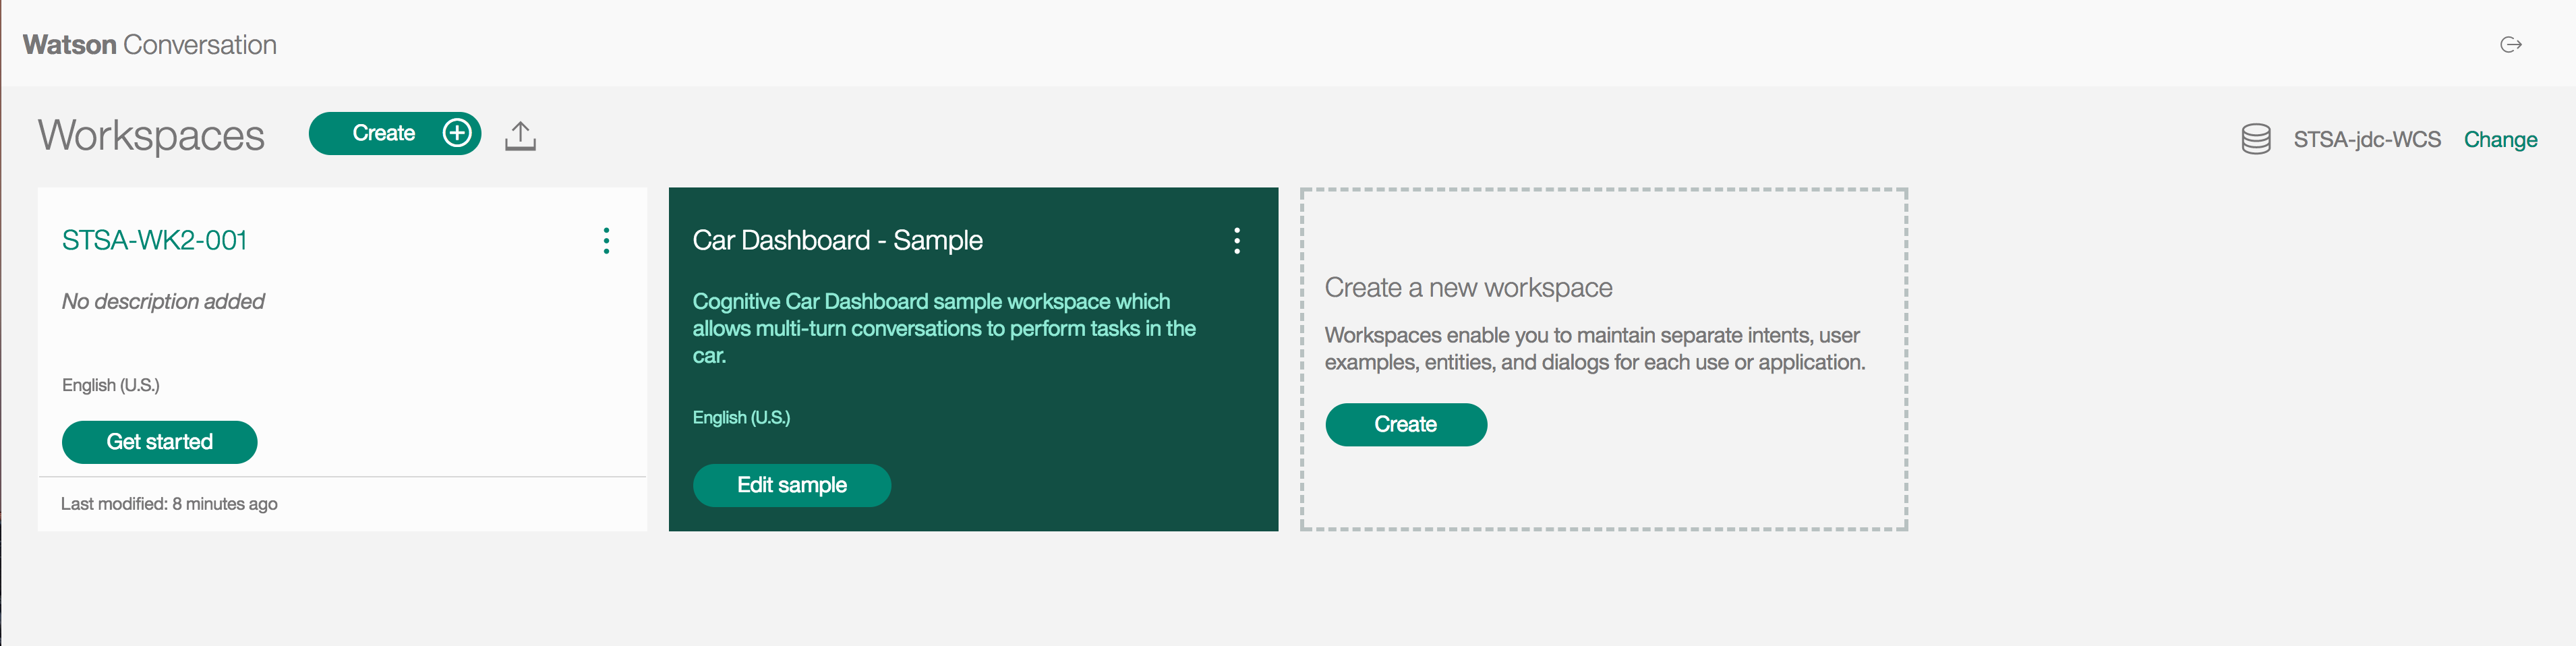 Watson Conversation
Workspaces
Create
STSA-jdc-WCS Change
STSA-WK2-001
No description added
English (U.S.)
Get started
Last modified: 8 minutes ago
Car Dashboard - Sample
Cognitive Car Dashboard sample workspace which
allows multi-turn conversations to perform tasks in the
car.
English (U.S.)
Edit sample
Create a new workspace
Workspaces enable you to maintain separate intents, user
examples, entities, and dialogs for each use or application.
Create